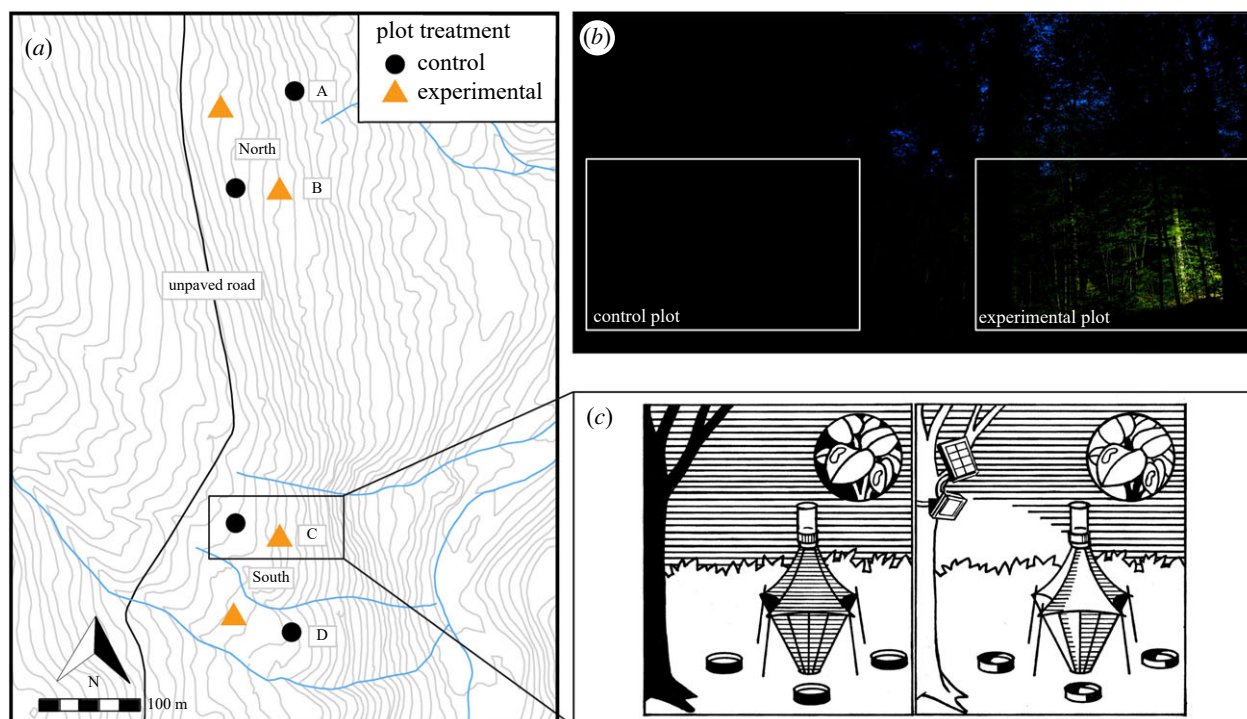 (a)
plot treatment
control
experimental
A
North
B
unpaved road
C
South
D
N
100 m
(b)
control plot
experimental plot
(c)